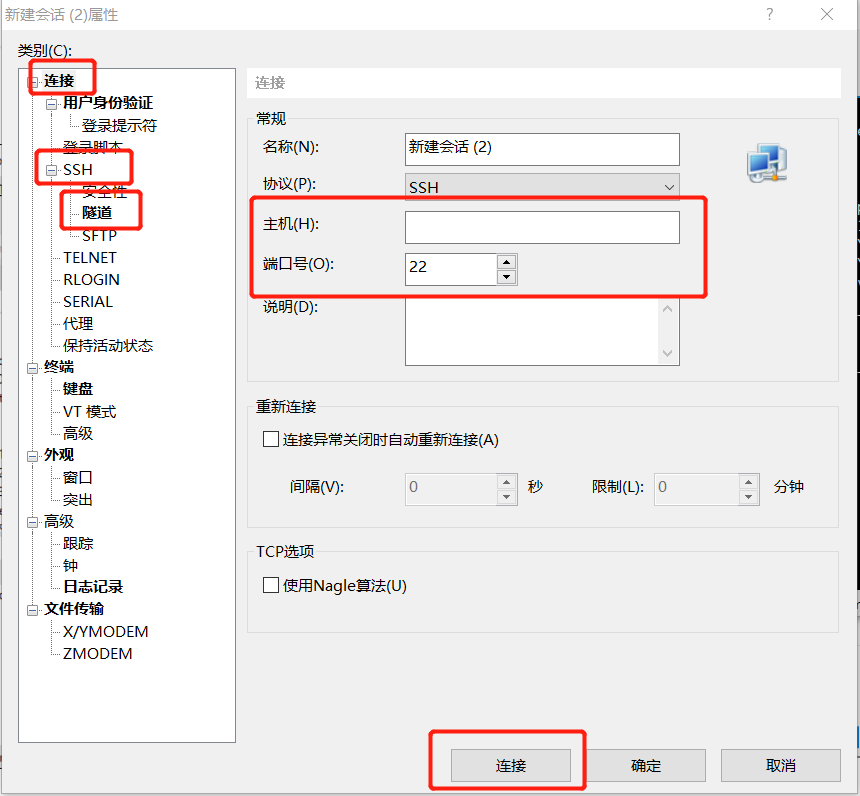 新建会话 (2)属性
?
类别(C):
连接
用户身份验证
登录提示符
登录脚本
SSH
安全性
隧道
SFTP
TELNET
RLOGIN
SERIAL
代理
保持活动状态
终端
键盘
VT 模式
高级
外观
窗口
突出
高级
跟踪
钟
日志记录
文件传输
X/YMODEM
ZMODEM
连接
常规
名称(N): 新建会话 (2)
协议(P): SSH
主机(H):
端口号(O): 22
说明(D):
重新连接
连接异常关闭时自动重新连接(A)
间隔(V): 0 秒 限制(L): 0 分钟
TCP选项
使用Nagle算法(U)
连接 确定 取消